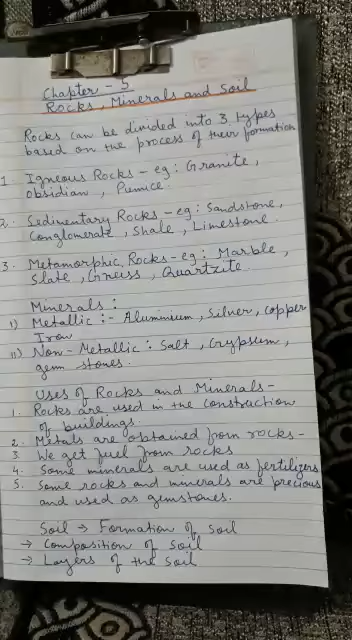 Chapter - 5
Rocks, Minerals and Soil
Rocks can be divided into 3 types
based on the process of their formation
1 Igneous Rocks - eg: Granite,
obsidian, Pumice.
2. Sedimentary Rocks - eg: Sandstone,
Conglomerate, Shale, Limestone.
3. Metamorphic Rocks - eg: Marble,
Slate, Gneiss, Quartzite.
Minerals:
i) Metallic :- Aluminium, Silver, copper
Iron
ii) Non-Metallic : Salt, Gypsum,
gem stones.
Uses of Rocks and Minerals -
1. Rocks are used in the construction
of buildings.
2. Metals are obtained from rocks -
3 We get fuel from rocks
4. Some minerals are used as fertilizers
5. Some rocks and minerals are precious
and used as gemstones.
Soil → Formation of soil
→ Composition of soil
→ Layers of the soil